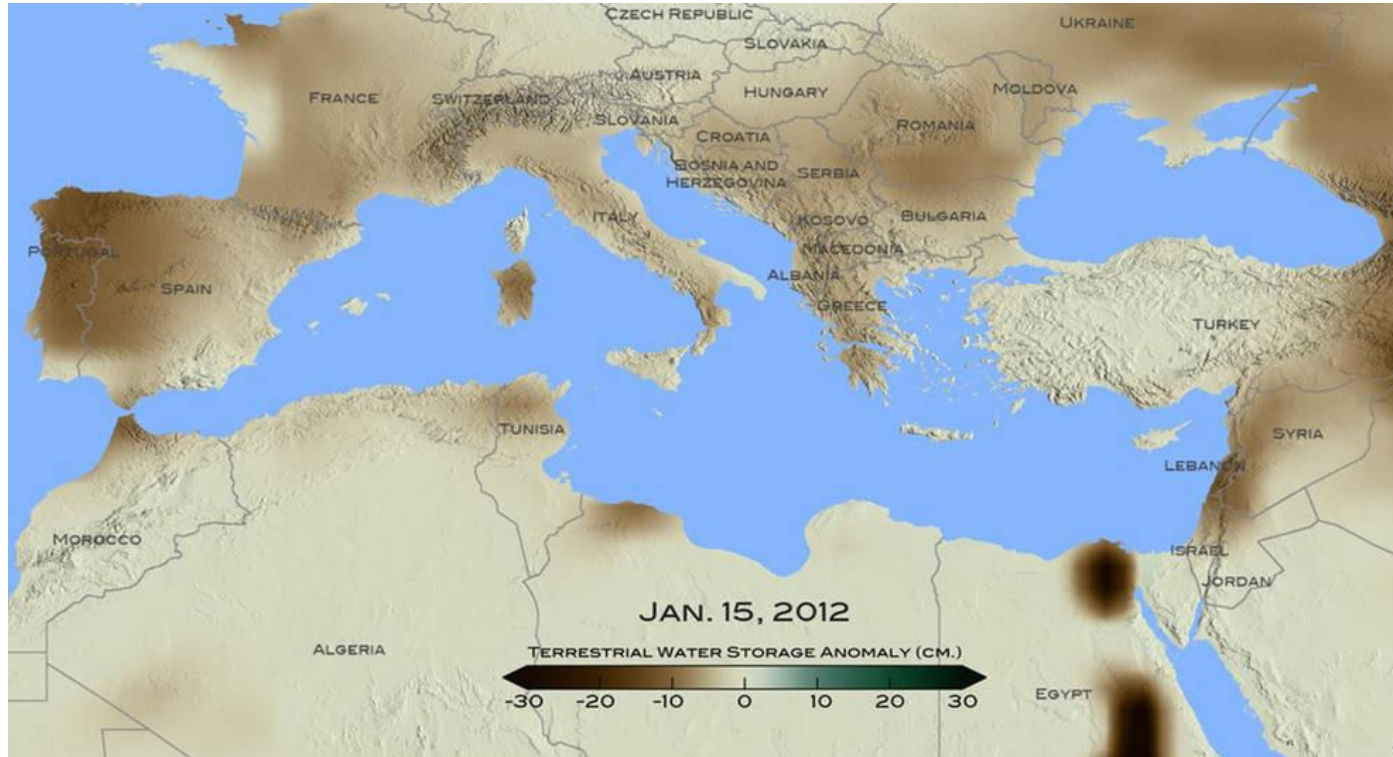 CZECH REPUBLIC
UKRAINE
SLOVAKIA
AUSTRIA
FRANCE
SWITZERLAND
HUNGARY
MOLDOVA
SLOVENIA
CROATIA
ROMANIA
BOSNIA AND
HERZEGOVINA
SERBIA
ITALY
KOSOVO
BULGARIA
PORTUGAL
MACEDONIA
SPAIN
ALBANIA
GREECE
TURKEY
TUNISIA
SYRIA
LEBANON
MOROCCO
ISRAEL
JORDAN
JAN. 15, 2012
ALGERIA
TERRESTRIAL WATER STORAGE ANOMALY (CM.)
EGYPT
-30 -20 -10 0 10 20 30